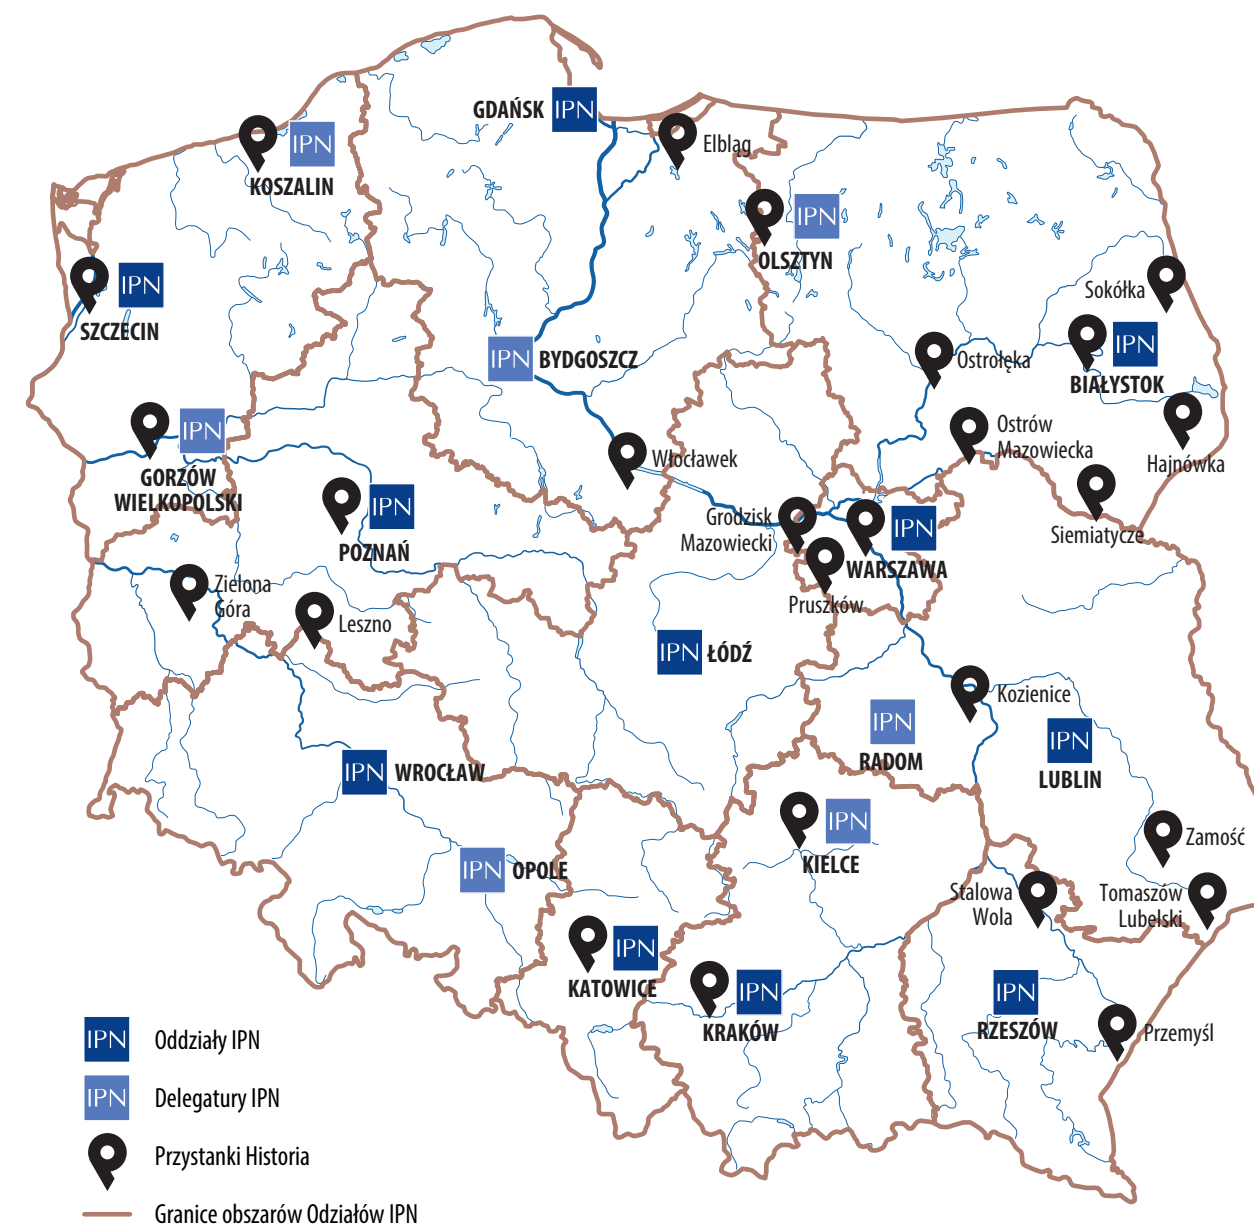 GDAŃSK IPN
Elbląg
IPN
KOSZALIN
IPN
OLSZTYN
IPN
SZCZECIN
Sokółka
IPN
BIAŁYSTOK
IPN BYDGOSZCZ
Ostrołęka
IPN
GORZÓW
WIELKOPOLSKI
Ostrów
Mazowiecka
Hajnówka
Włocławek
IPN
POZNAŃ
Grodzisk
Mazowiecki
IPN
WARSZAWA
Siemiatycze
Pruszków
Zielona
Góra
Leszno
IPN ŁÓDŹ
Kozienice
IPN
RADOM
IPN
LUBLIN
IPN WROCŁAW
IPN
KIELCE
Zamość
IPN OPOLE
Stalowa
Wola
Tomaszów
Lubelski
IPN
KATOWICE
IPN
KRAKÓW
IPN
RZESZÓW
Przemyśl
IPN Oddziały IPN
IPN Delegatury IPN
Przystanki Historia
Granice obszarów Odziałów IPN